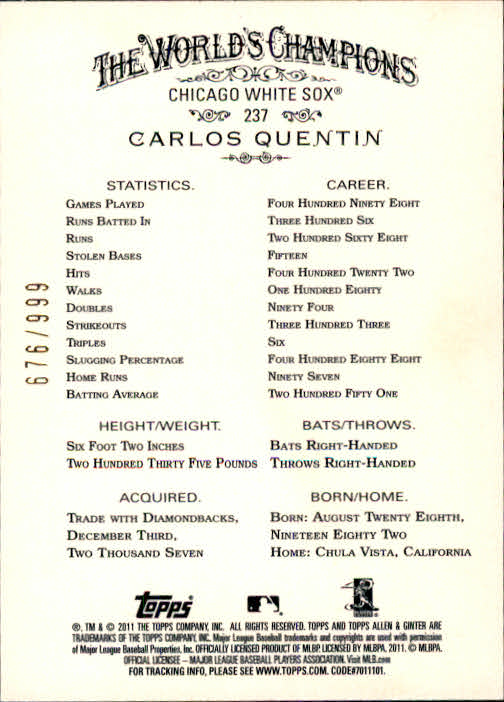 THE WORLD'S CHAMPIONS
CHICAGO WHITE SOX®
237
CARLOS QUENTIN
STATISTICS. CAREER.
GAMES PLAYED FOUR HUNDRED NINETY EIGHT
RUNS BATTED IN THREE HUNDRED SIX
RUNS TWO HUNDRED SIXTY EIGHT
STOLEN BASES FIFTEEN
HITS FOUR HUNDRED TWENTY TWO
WALKS ONE HUNDRED EIGHTY
DOUBLES NINETY FOUR
STRIKEOUTS THREE HUNDRED THREE
TRIPLES SIX
SLUGGING PERCENTAGE FOUR HUNDRED EIGHTY EIGHT
HOME RUNS NINETY SEVEN
BATTING AVERAGE TWO HUNDRED FIFTY ONE
676/999
HEIGHT/WEIGHT.
SIX FOOT TWO INCHES
TWO HUNDRED THIRTY FIVE POUNDS
BATS/THROWS.
BATS RIGHT-HANDED
THROWS RIGHT-HANDED
ACQUIRED.
TRADE WITH DIAMONDBACKS,
DECEMBER THIRD,
TWO THOUSAND SEVEN
BORN/HOME.
BORN: AUGUST TWENTY EIGHTH,
NINETEEN EIGHTY TWO
HOME: CHULA VISTA, CALIFORNIA
Topps
®, TM & © 2011 THE TOPPS COMPANY, INC. ALL RIGHTS RESERVED. TOPPS AND TOPPS ALLEN & GINTER ARE
TRADEMARKS OF THE TOPPS COMPANY, INC. Major League Baseball trademarks and copyrights are used with permission
of Major League Baseball Properties, Inc. OFFICIALLY LICENSED PRODUCT OF MLBP. LICENSED BY MLBPA, 2011. © MLBPA.
OFFICIAL LICENSEE – MAJOR LEAGUE BASEBALL PLAYERS ASSOCIATION. Visit MLB.com
FOR TRACKING INFO, PLEASE SEE WWW.TOPPS.COM. CODE#7011101.